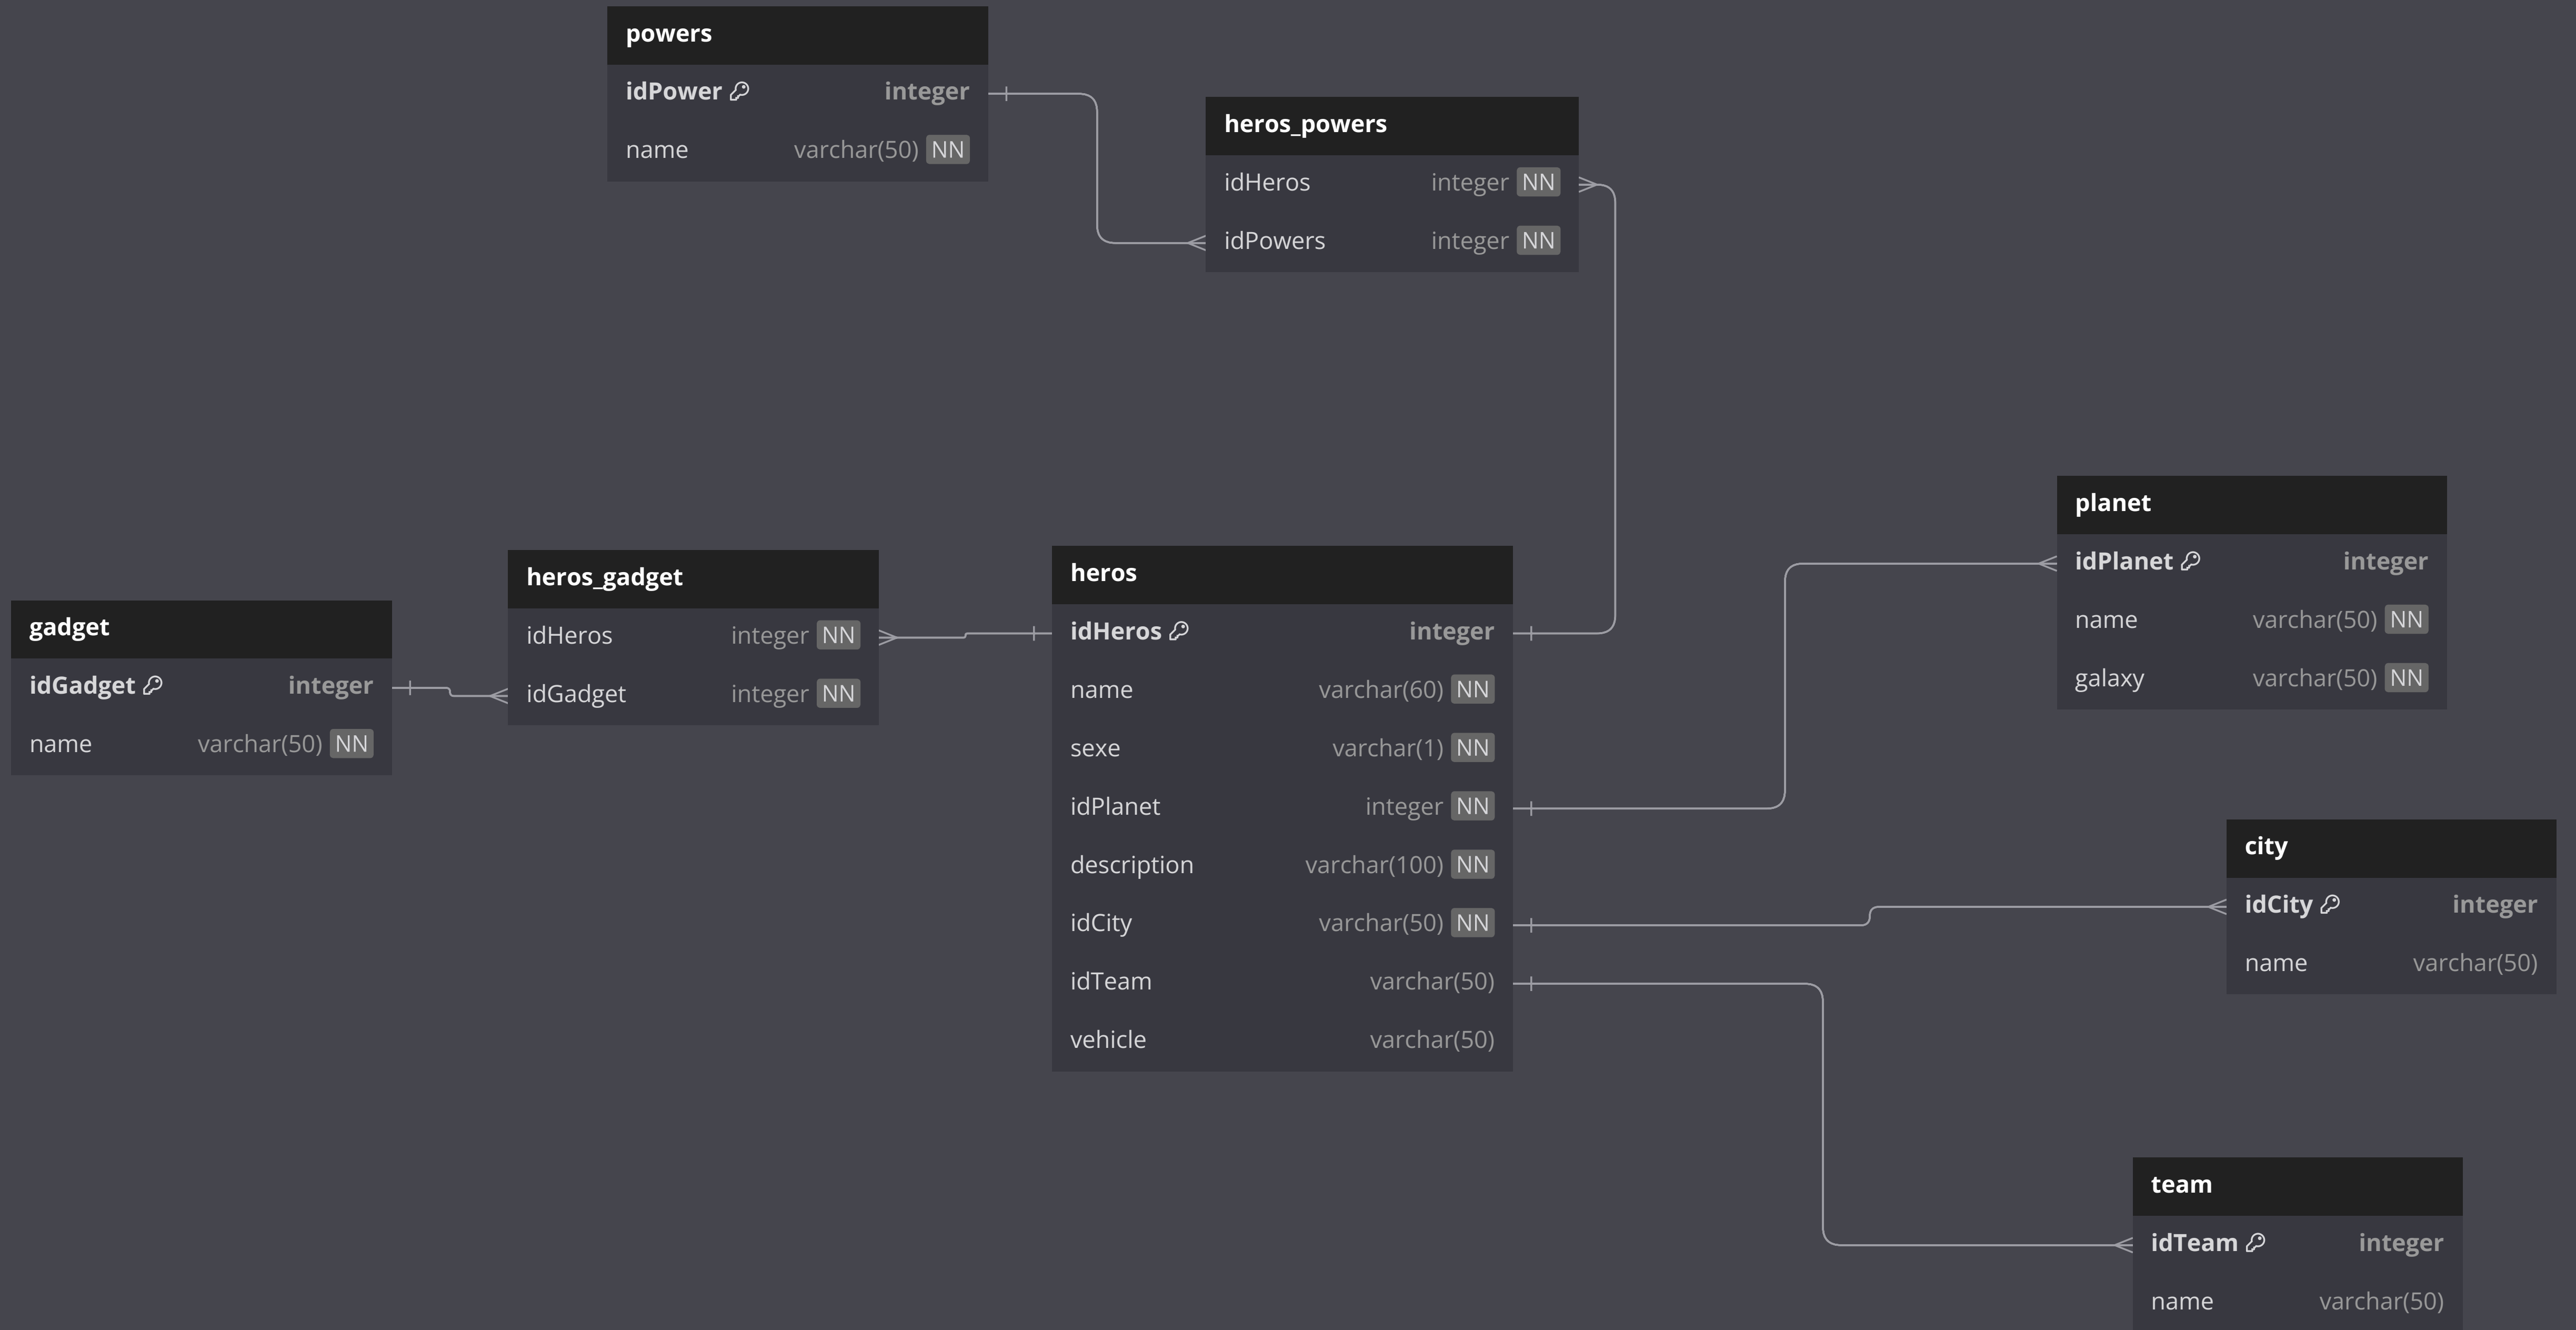 powers
idPower integer
name varchar(50) NN
heros_powers
idHeros integer NN
idPowers integer NN
planet
idPlanet integer
name varchar(50) NN
galaxy varchar(50) NN
heros_gadget
idHeros integer NN
idGadget integer NN
heros
idHeros integer
name varchar(60) NN
sexe varchar(1) NN
idPlanet integer NN
description varchar(100) NN
idCity varchar(50) NN
idTeam varchar(50)
vehicle varchar(50)
gadget
idGadget integer
name varchar(50) NN
city
idCity integer
name varchar(50)
team
idTeam integer
name varchar(50)